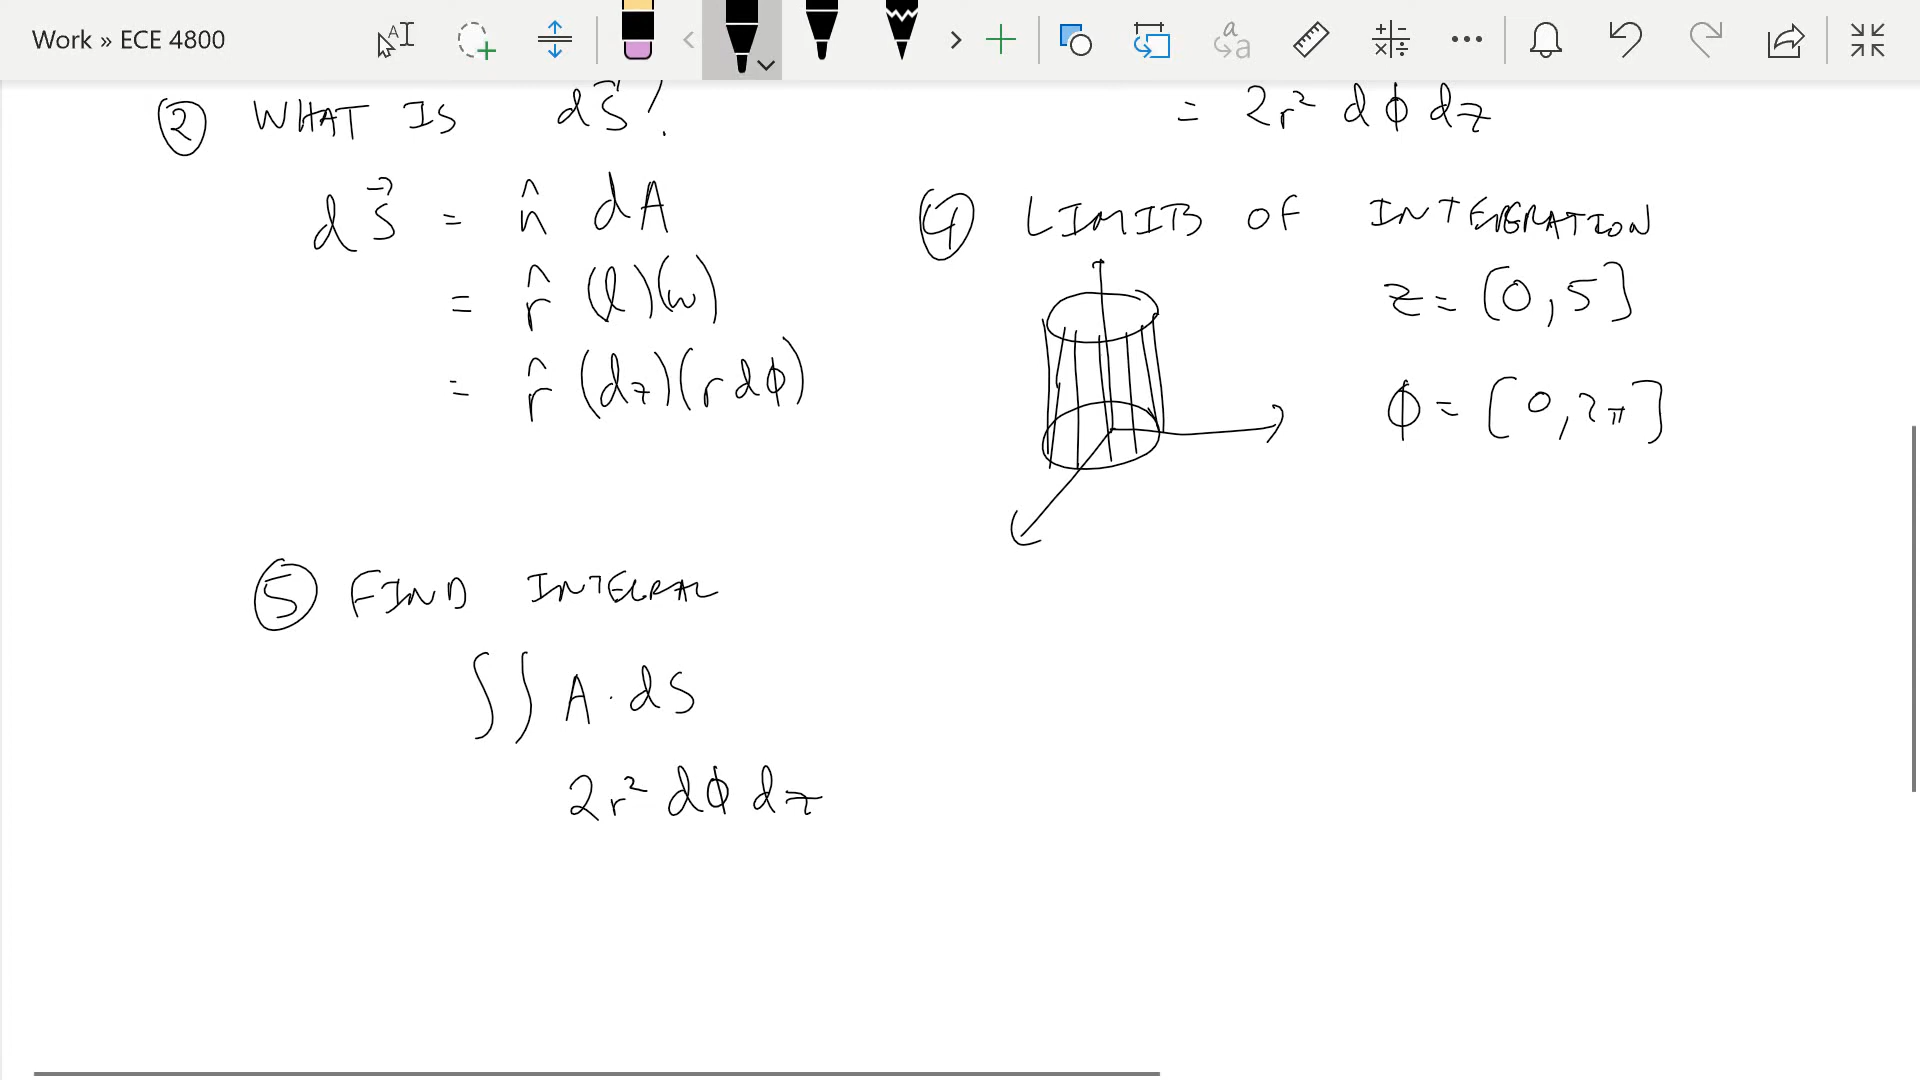 Work » ECE 4800
② WHAT IS dS⃗?
dS⃗ = n̂ dA
= r̂ (l)(w)
= r̂ (dz)(r dϕ)
= 2r² dϕ dz
④ LIMITS OF INTEGRATION
z = [0, 5]
ϕ = [0, 2π]
⑤ FIND INTEGRAL
∫∫ A · dS
2r² dϕ dz